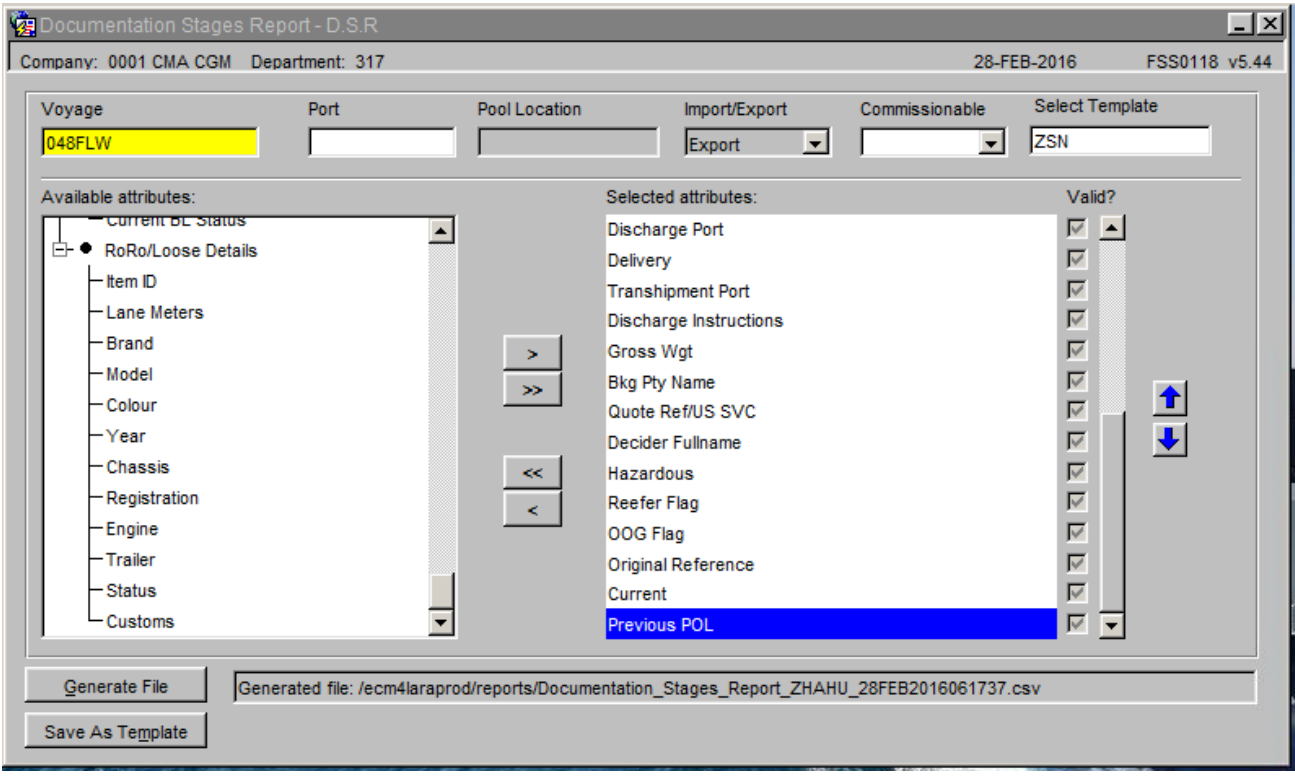 Documentation Stages Report - D.S.R
Company: 0001 CMA CGM Department: 317 28-FEB-2016 FSS0118 v5.44
Voyage Port Pool Location Import/Export Commissionable Select Template
048FLW Export ZSN
Available attributes:
Current BL Status
RoRo/Loose Details
Item ID
Lane Meters
Brand
Model
Colour
Year
Chassis
Registration
Engine
Trailer
Status
Customs
>
>>
<<
<
Selected attributes: Valid?
Discharge Port
Delivery
Transhipment Port
Discharge Instructions
Gross Wgt
Bkg Pty Name
Quote Ref/US SVC
Decider Fullname
Hazardous
Reefer Flag
OOG Flag
Original Reference
Current
Previous POL
Generate File Generated file: /ecm4laraprod/reports/Documentation_Stages_Report_ZHAHU_28FEB2016061737.csv
Save As Template